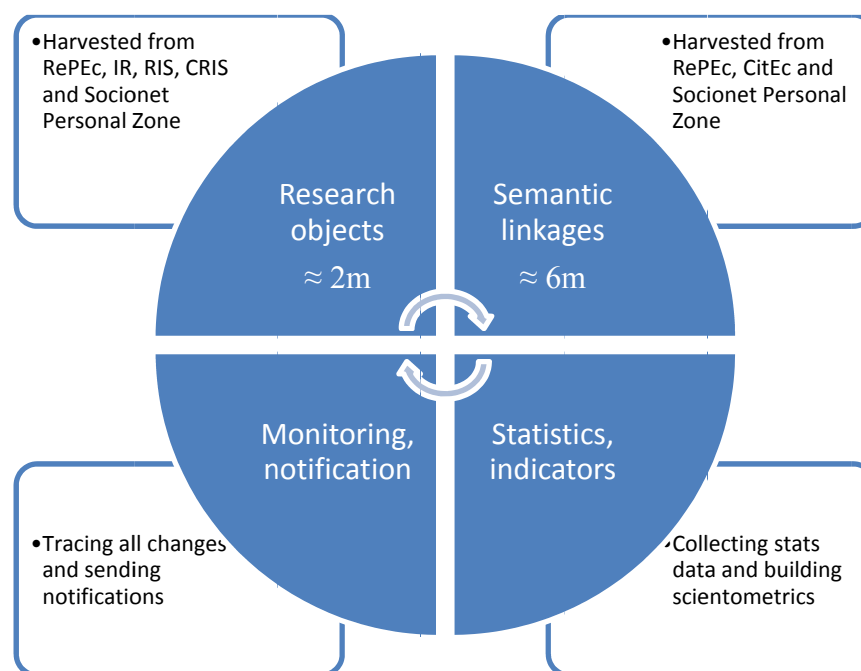 •Harvested from
RePEc, IR, RIS, CRIS
and Socionet
Personal Zone
•Harvested from
RePEc, CitEc and
Socionet Personal
Zone
Research
objects
≈ 2m
Semantic
linkages
≈ 6m
Monitoring,
notification
Statistics,
indicators
•Tracing all changes
and sending
notifications
•Collecting stats
data and building
scientometrics